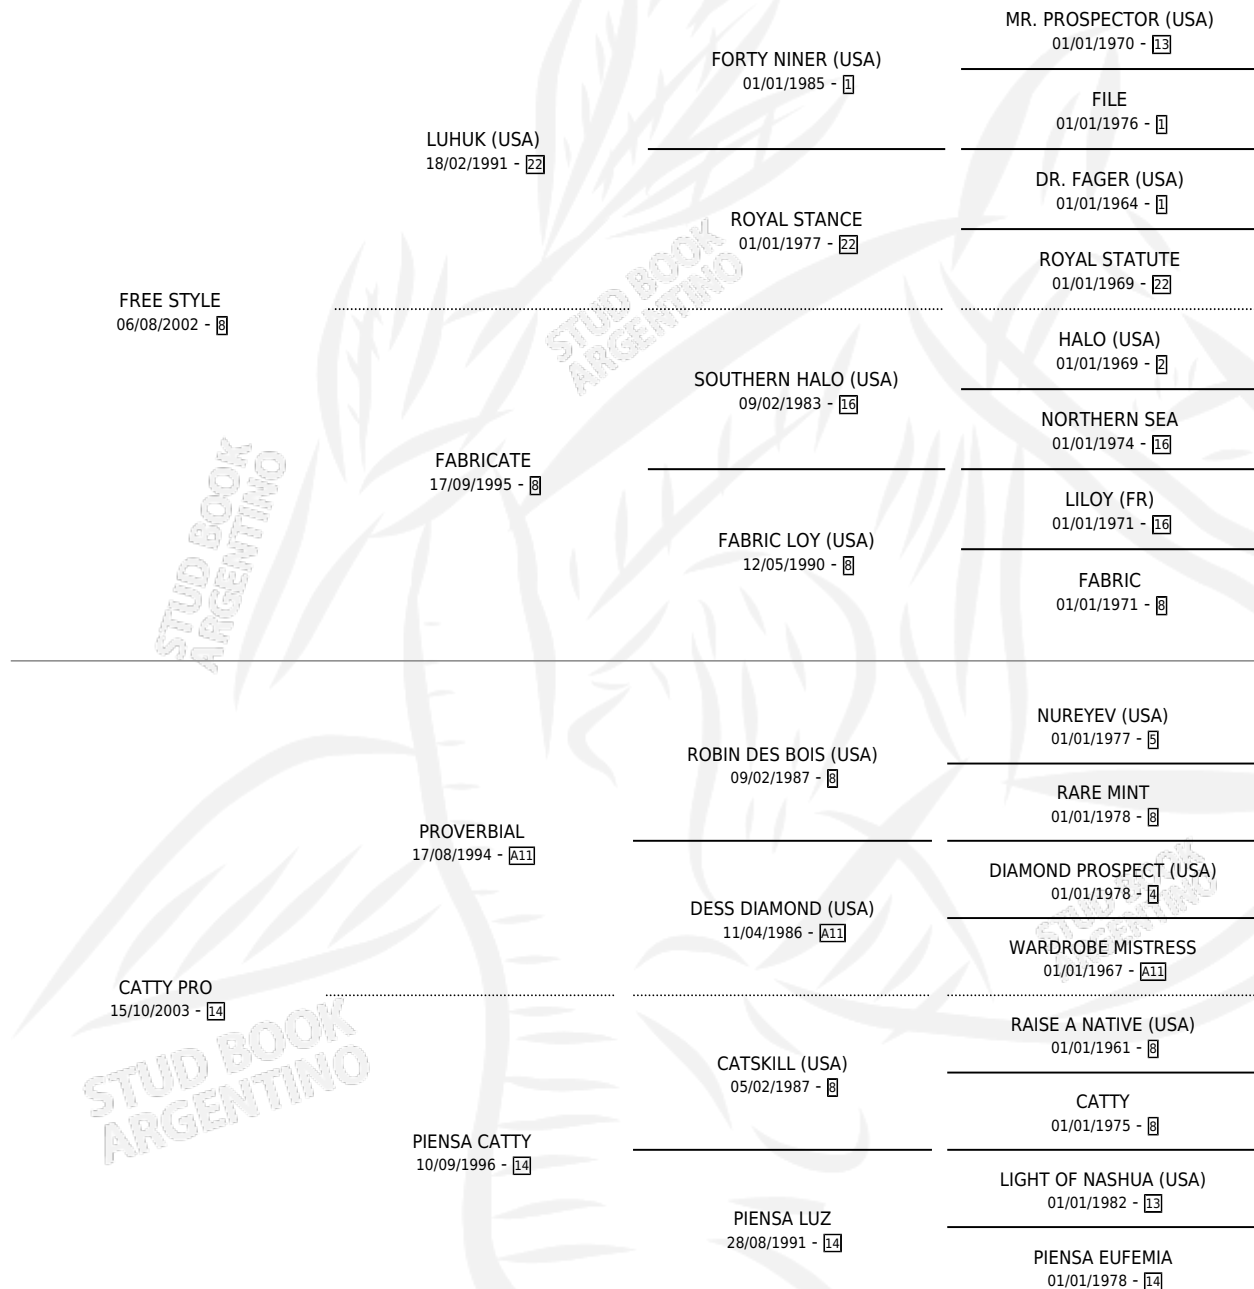 MR. PROSPECTOR (USA)
01/01/1970 - 13
FORTY NINER (USA)
01/01/1985 - 1
FILE
01/01/1976 - 1
LUHUK (USA)
18/02/1991 - 22
DR. FAGER (USA)
01/01/1964 - 1
ROYAL STANCE
01/01/1977 - 22
ROYAL STATUTE
01/01/1969 - 22
FREE STYLE
06/08/2002 - 8
HALO (USA)
01/01/1969 - 2
SOUTHERN HALO (USA)
09/02/1983 - 16
NORTHERN SEA
01/01/1974 - 16
FABRICATE
17/09/1995 - 8
LILOY (FR)
01/01/1971 - 16
FABRIC LOY (USA)
12/05/1990 - 8
FABRIC
01/01/1971 - 8
NUREYEV (USA)
01/01/1977 - 5
ROBIN DES BOIS (USA)
09/02/1987 - 8
RARE MINT
01/01/1978 - 8
PROVERBIAL
17/08/1994 - A11
DIAMOND PROSPECT (USA)
01/01/1978 - 4
DESS DIAMOND (USA)
11/04/1986 - A11
WARDROBE MISTRESS
01/01/1967 - A11
CATTY PRO
15/10/2003 - 14
RAISE A NATIVE (USA)
01/01/1961 - 8
CATSKILL (USA)
05/02/1987 - 8
CATTY
01/01/1975 - 8
PIENSA CATTY
10/09/1996 - 14
LIGHT OF NASHUA (USA)
01/01/1982 - 13
PIENSA LUZ
28/08/1991 - 14
PIENSA EUFEMIA
01/01/1978 - 14
STUD BOOK
ARGENTINO
STUD BOOK
ARGENTINO
STUD BOOK
ARGENTINO
STUD BOOK
ARGENTINO